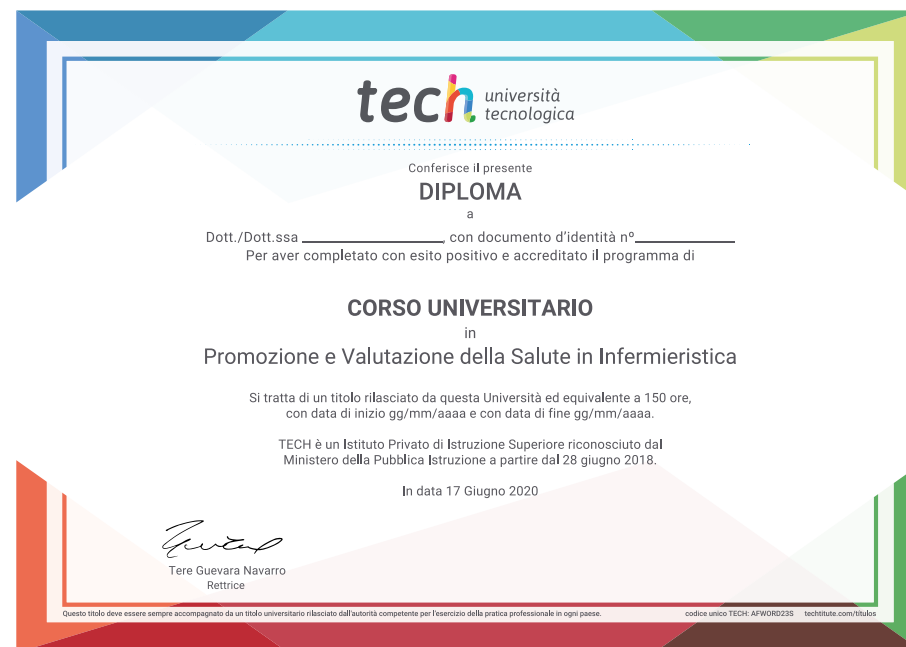 tech università
tecnologica
Conferisce il presente
DIPLOMA
a
Dott./Dott.ssa ____________________, con documento d'identità nº______________
Per aver completato con esito positivo e accreditato il programma di
CORSO UNIVERSITARIO
in
Promozione e Valutazione della Salute in Infermieristica
Si tratta di un titolo rilasciato da questa Università ed equivalente a 150 ore,
con data di inizio gg/mm/aaaa e con data di fine gg/mm/aaaa.
TECH è un Istituto Privato di Istruzione Superiore riconosciuto dal
Ministero della Pubblica Istruzione a partire dal 28 giugno 2018.
In data 17 Giugno 2020
Tere Guevara Navarro
Rettrice
Questo titolo deve essere sempre accompagnato da un titolo universitario rilasciato dall'autorità competente per l'esercizio della pratica professionale in ogni paese. codice unico TECH: AFWORD23S techtitute.com/titulos